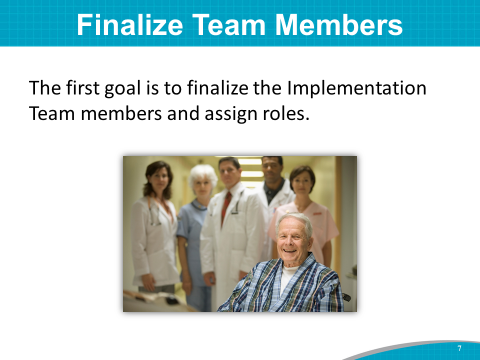 Finalize Team Members
The first goal is to finalize the Implementation
Team members and assign roles.
7